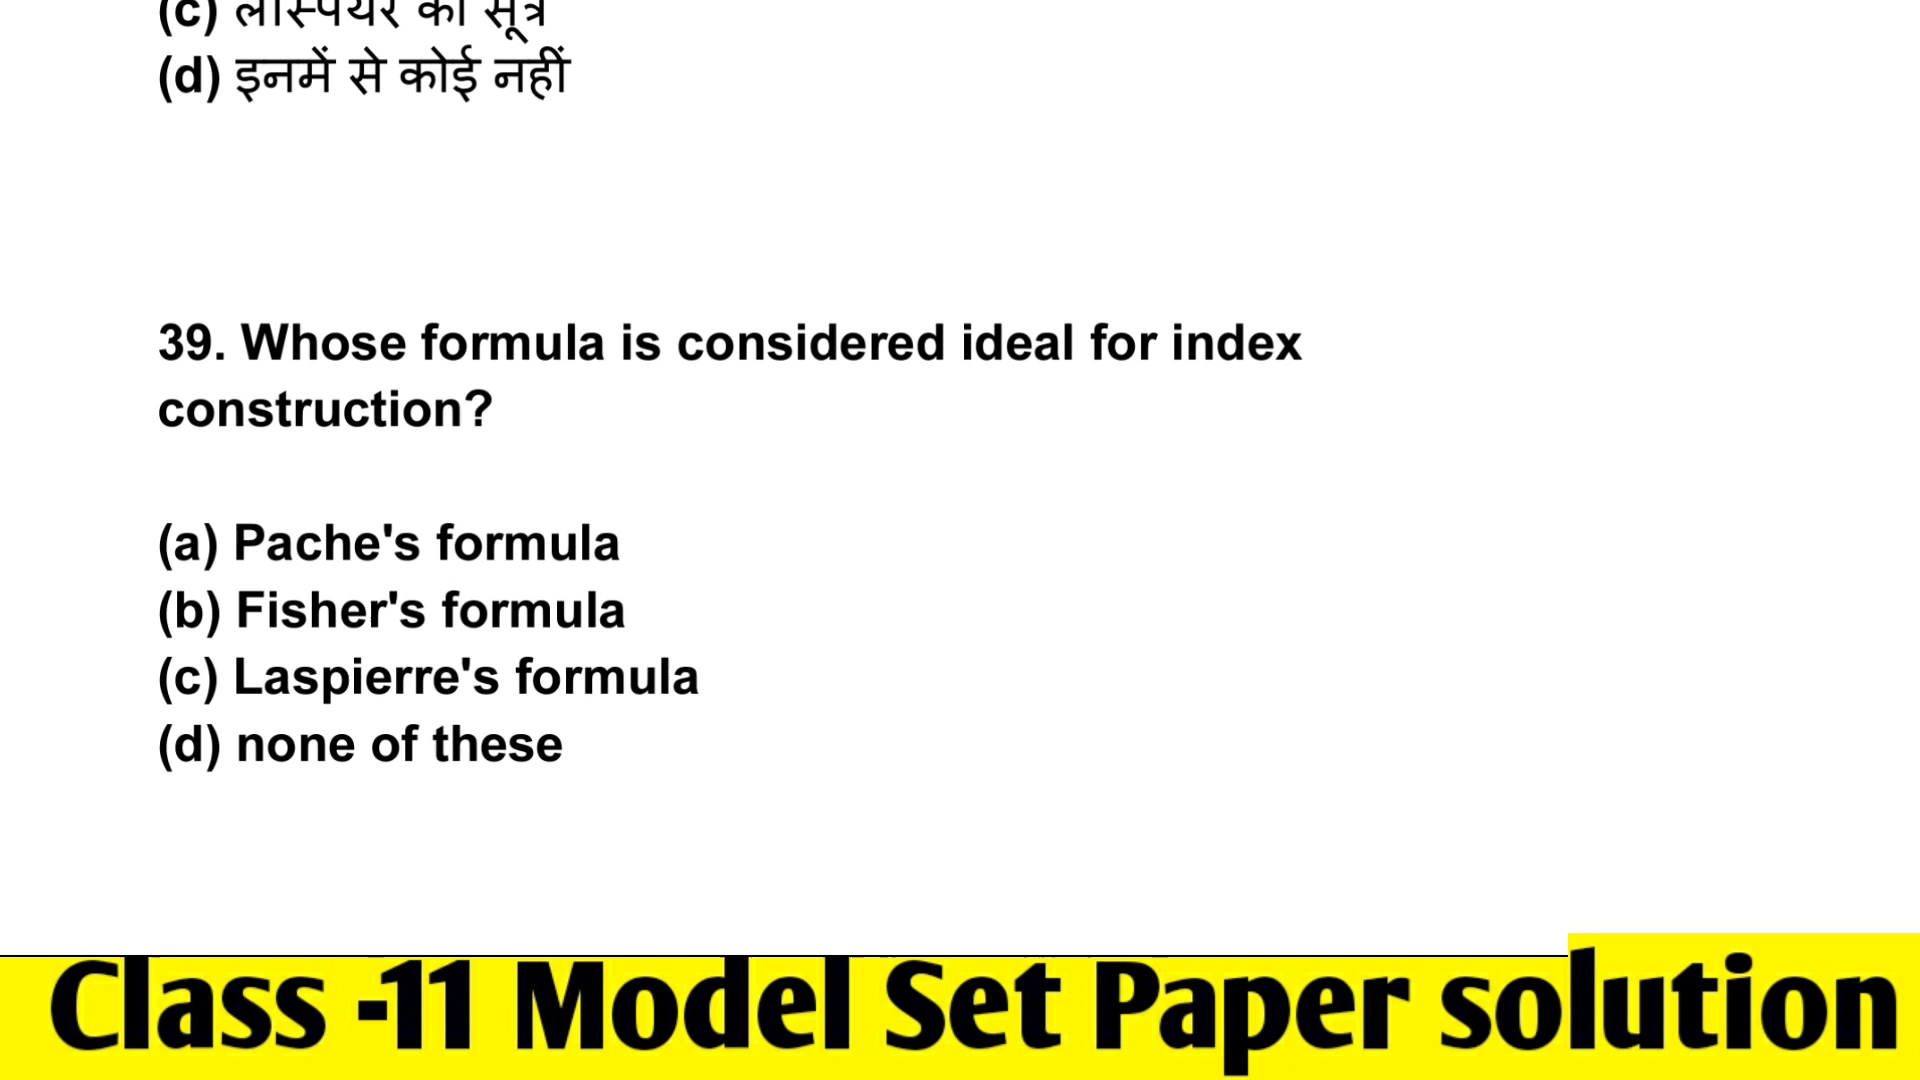 (c) लास्पेयर का सूत्र
(d) इनमें से कोई नहीं
39. Whose formula is considered ideal for index
construction?
(a) Pache's formula
(b) Fisher's formula
(c) Laspierre's formula
(d) none of these
Class -11 Model Set Paper solution